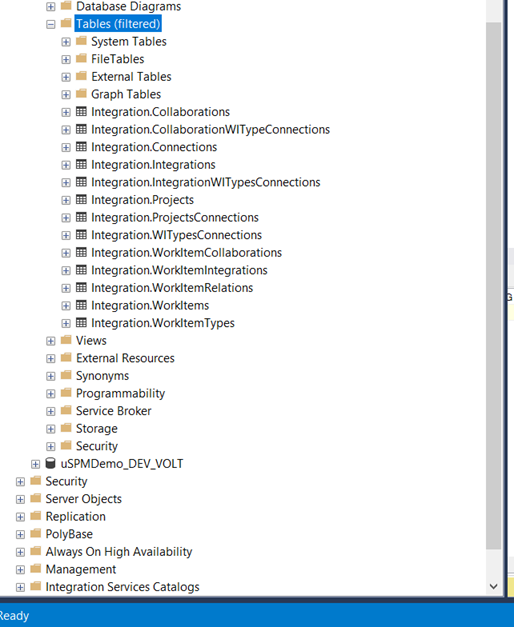 Database Diagrams
Tables (filtered)
System Tables
FileTables
External Tables
Graph Tables
Integration.Collaborations
Integration.CollaborationWITypeConnections
Integration.Connections
Integration.Integrations
Integration.IntegrationWITypesConnections
Integration.Projects
Integration.ProjectsConnections
Integration.WITypesConnections
Integration.WorkItemCollaborations
Integration.WorkItemIntegrations
Integration.WorkItemRelations
Integration.WorkItems
Integration.WorkItemTypes
Views
External Resources
Synonyms
Programmability
Service Broker
Storage
Security
uSPMDemo_DEV_VOLT
Security
Server Objects
Replication
PolyBase
Always On High Availability
Management
Integration Services Catalogs
Ready